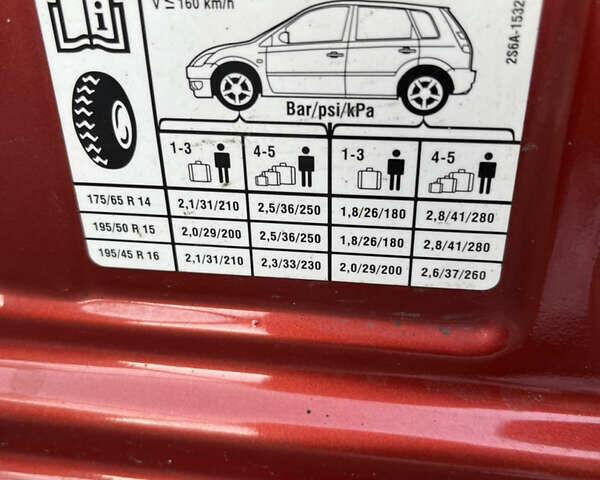 i
V ≤ 160 km/h
2S6A-1532
Bar/psi/kPa
1-3 4-5 1-3 4-5
175/65 R 14 2,1/31/210 2,5/36/250 1,8/26/180 2,8/41/280
195/50 R 15 2,0/29/200 2,5/36/250 1,8/26/180 2,8/41/280
195/45 R 16 2,1/31/210 2,3/33/230 2,0/29/200 2,6/37/260